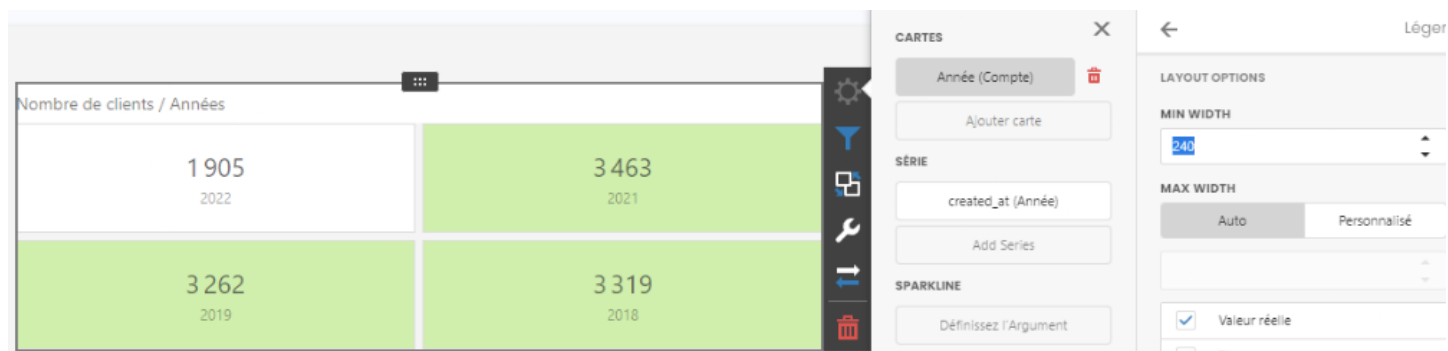 Nombre de clients / Années
1 905
2022
3 463
2021
3 262
2019
3 319
2018
CARTES
Année (Compte)
Ajouter carte
SÉRIE
created_at (Année)
Add Series
SPARKLINE
Définissez l'Argument
Léger
LAYOUT OPTIONS
MIN WIDTH
240
MAX WIDTH
Auto
Personnalisé
Valeur réelle